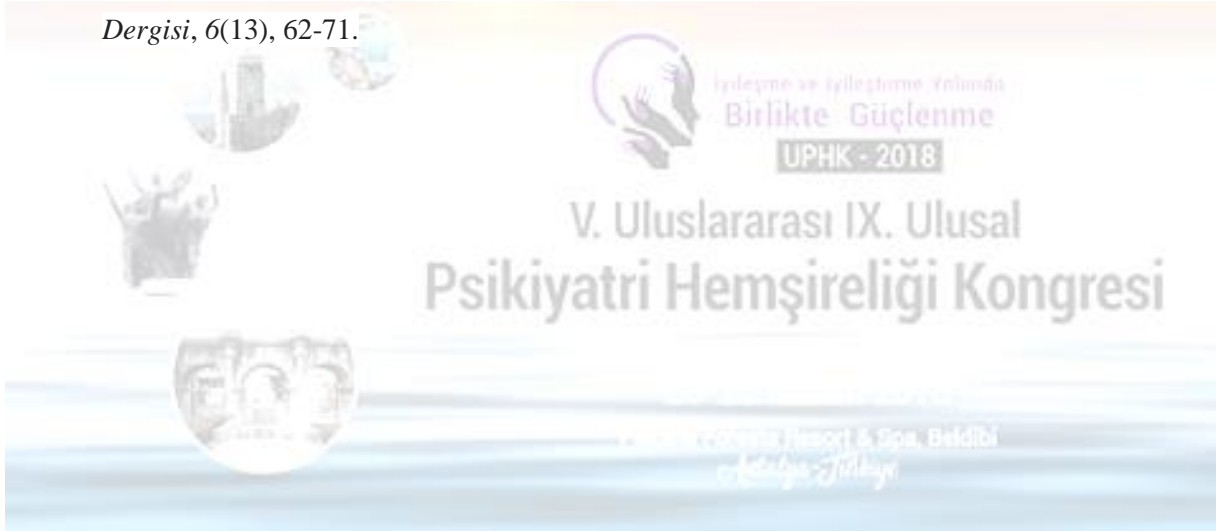 Dergisi, 6(13), 62-71.
İyileşme ve İyileştirme Yolunda
Birlikte Güçlenme
UPHK - 2018
V. Uluslararası IX. Ulusal
Psikiyatri Hemşireliği Kongresi
Resort & Spa, Beldibi
Antalya-Türkiye